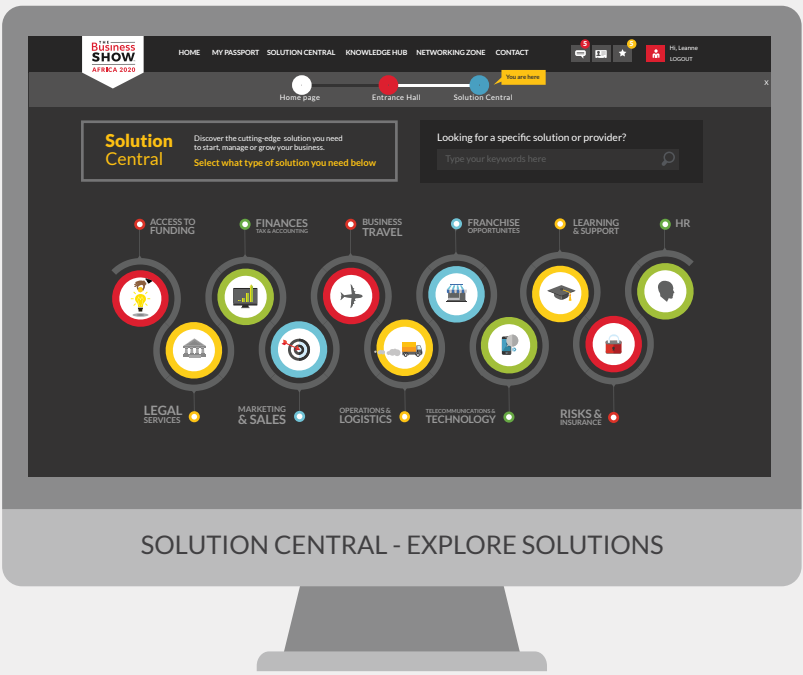 THE
Business
SHOW
AFRICA 2020
HOME MY PASSPORT SOLUTION CENTRAL KNOWLEDGE HUB NETWORKING ZONE CONTACT
5
5
Hi, Leanne
LOGOUT
You are here
x
Home page Entrance Hall Solution Central
Solution
Central
Discover the cutting-edge solution you need
to start, manage or grow your business.
Select what type of solution you need below
Looking for a specific solution or provider?
Type your keywords here
ACCESS TO
FUNDING
FINANCES
TAX & ACCOUNTING
BUSINESS
TRAVEL
FRANCHISE
OPPORTUNITES
LEARNING
& SUPPORT
HR
LEGAL
SERVICES
MARKETING
& SALES
OPERATIONS &
LOGISTICS
TELECOMMUNICATIONS &
TECHNOLOGY
RISKS &
INSURANCE
SOLUTION CENTRAL - EXPLORE SOLUTIONS